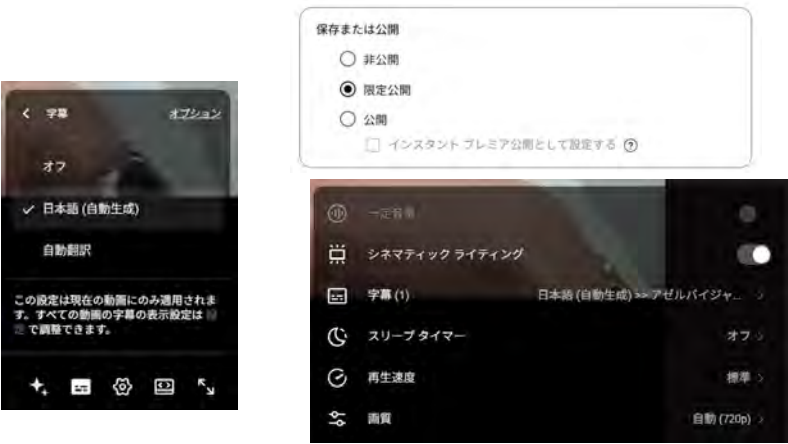 保存または公開
非公開
限定公開
公開
インスタント プレミア公開として設定する
字幕
オプション
オフ
日本語 (自動生成)
自動翻訳
この設定は現在の動画にのみ適用されま
す。すべての動画の字幕の表示設定は 設
定 で調整できます。
一定音量
シネマティック ライティング
字幕 (1)
日本語 (自動生成) >> アゼルバイジャ...
スリープ タイマー
オフ
再生速度
標準
画質
自動 (720p)